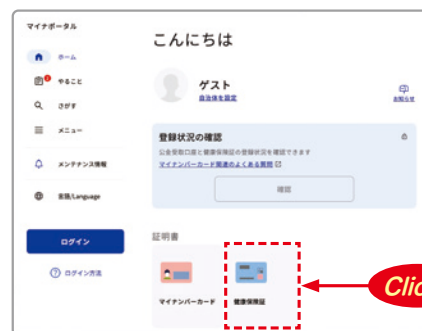 マイナポータル
ホーム
やること
さがす
メニュー
メンテナンス情報
言語/Language
ログイン
ログイン方法
こんにちは
ゲスト
自治体を設定
お知らせ
登録状況の確認
公金受取口座と健康保険証の登録状況を確認できます
マイナンバーカード関連のよくある質問
確認
証明書
マイナンバーカード
健康保険証
Clic